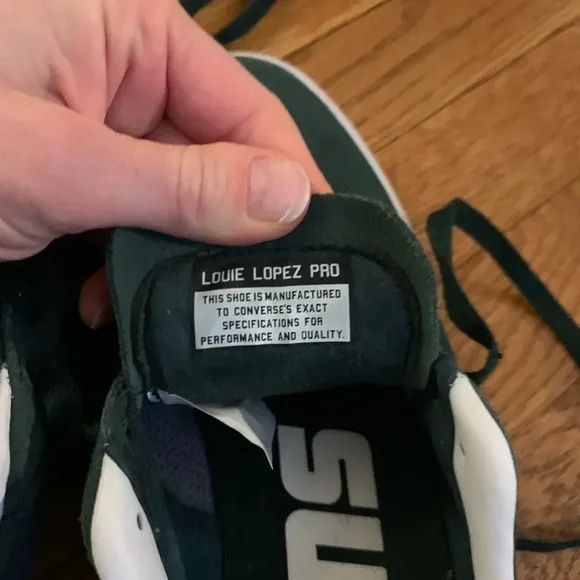 LOUIE LOPEZ PRO
THIS SHOE IS MANUFACTURED
TO CONVERSE'S EXACT
SPECIFICATIONS FOR
PERFORMANCE AND QUALITY.